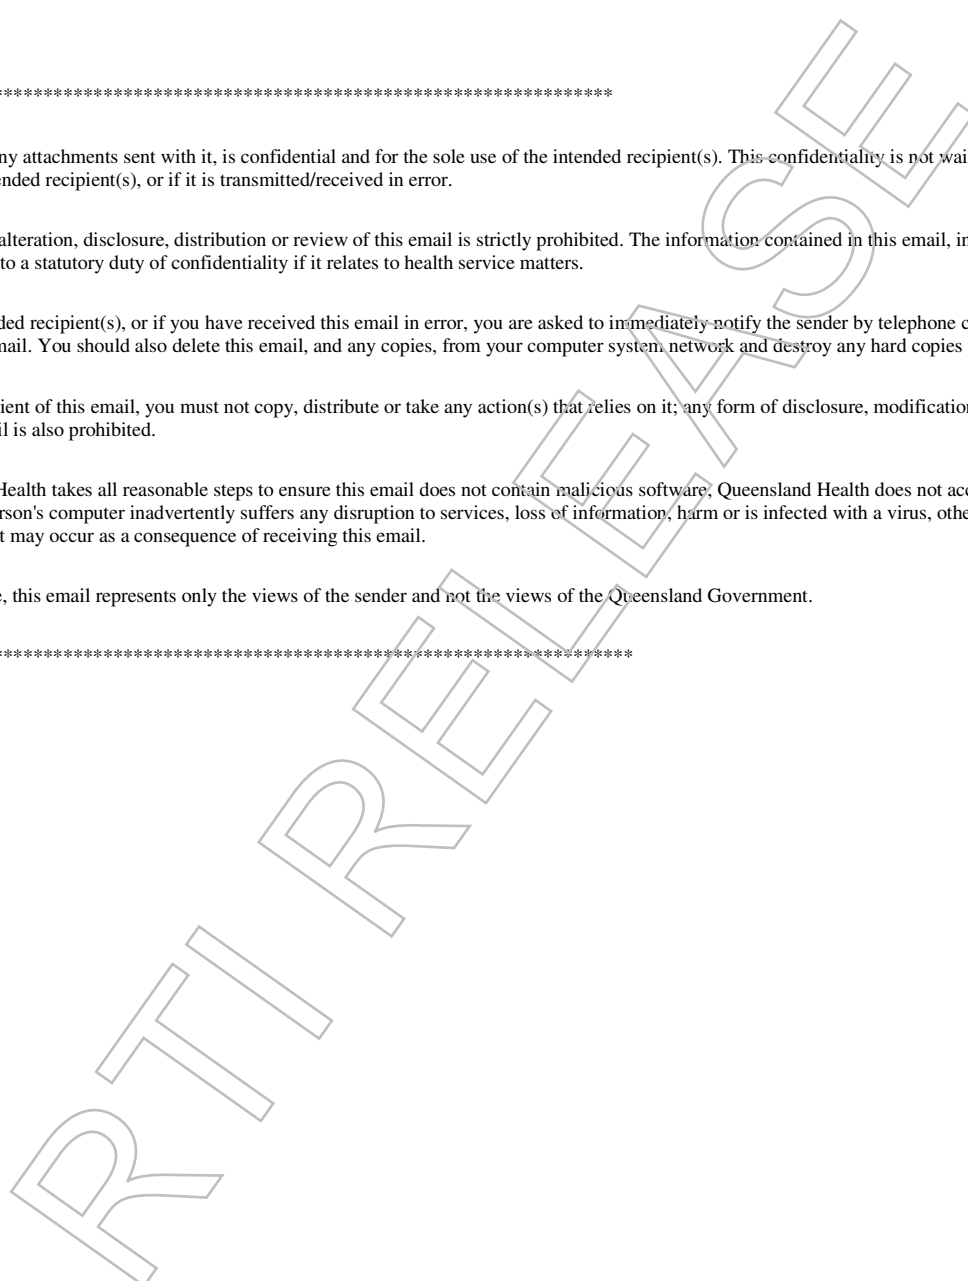 **************************************************************
ny attachments sent with it, is confidential and for the sole use of the intended recipient(s). This confidentiality is not wai
ended recipient(s), or if it is transmitted/received in error.
alteration, disclosure, distribution or review of this email is strictly prohibited. The information contained in this email, in
to a statutory duty of confidentiality if it relates to health service matters.
ded recipient(s), or if you have received this email in error, you are asked to immediately notify the sender by telephone c
mail. You should also delete this email, and any copies, from your computer system network and destroy any hard copies
ient of this email, you must not copy, distribute or take any action(s) that relies on it; any form of disclosure, modification
il is also prohibited.
Health takes all reasonable steps to ensure this email does not contain malicious software, Queensland Health does not acc
rson's computer inadvertently suffers any disruption to services, loss of information, harm or is infected with a virus, othe
t may occur as a consequence of receiving this email.
e, this email represents only the views of the sender and not the views of the Queensland Government.
****************************************************************
RTI RELEASE